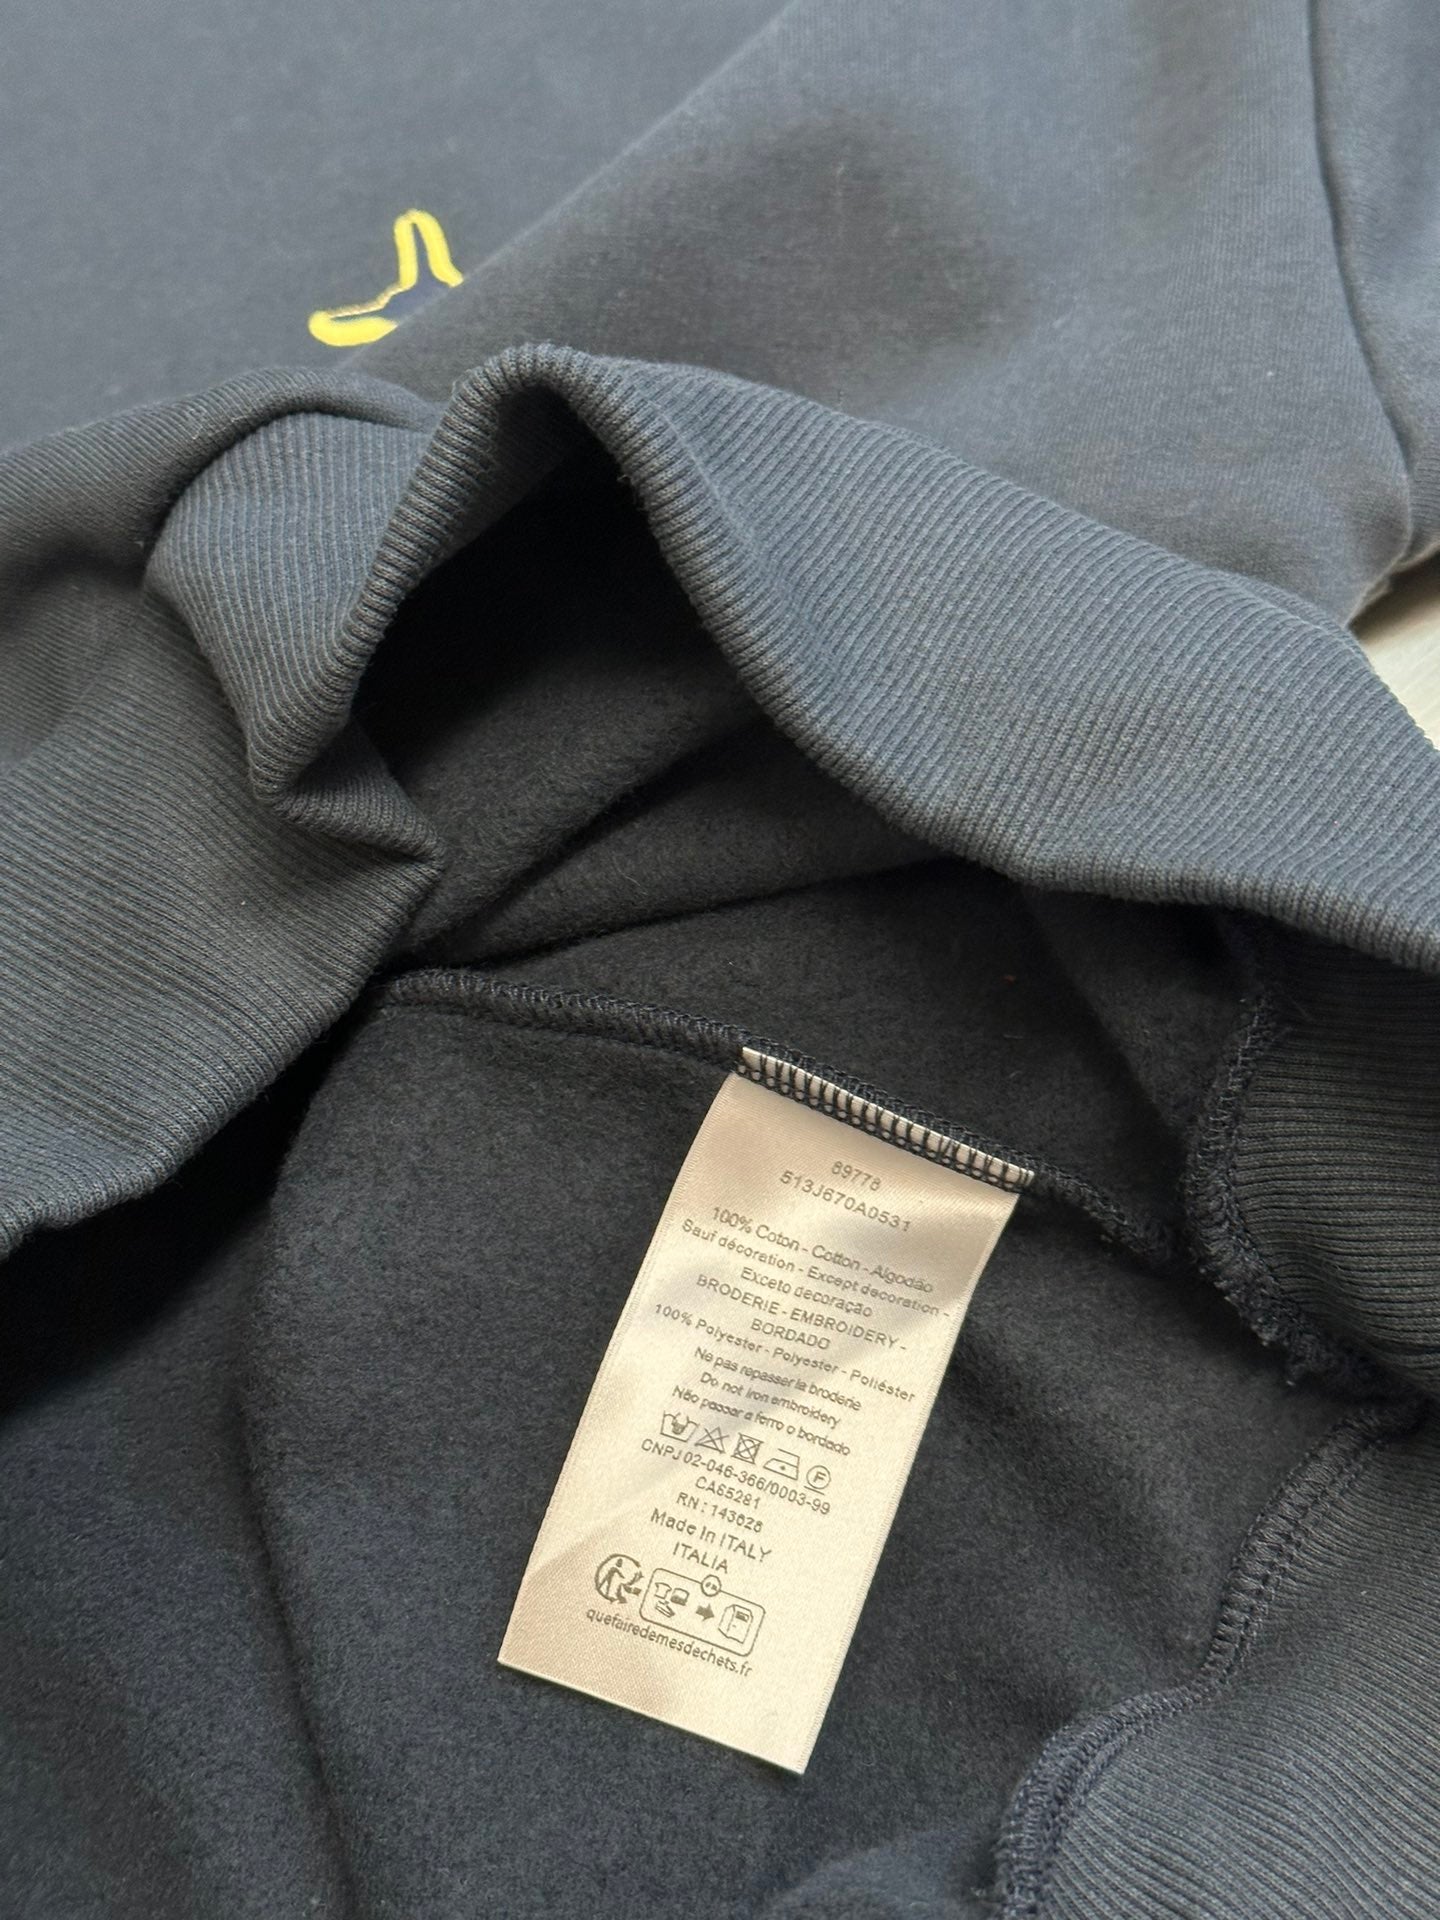 89778
513J670A0531
100% Coton - Cotton - Algodão
Sauf décoration - Except decoration -
Exceto decoração
BRODERIE - EMBROIDERY -
BORDADO
100% Polyester - Polyester - Poliéster
Ne pas repasser la broderie
Do not iron embroidery
Não passar a ferro o bordado
F
CNPJ 02-046-366/0003-99
CA65281
RN: 143628
Made in ITALY
ITALIA
quefairedemesdechets.fr